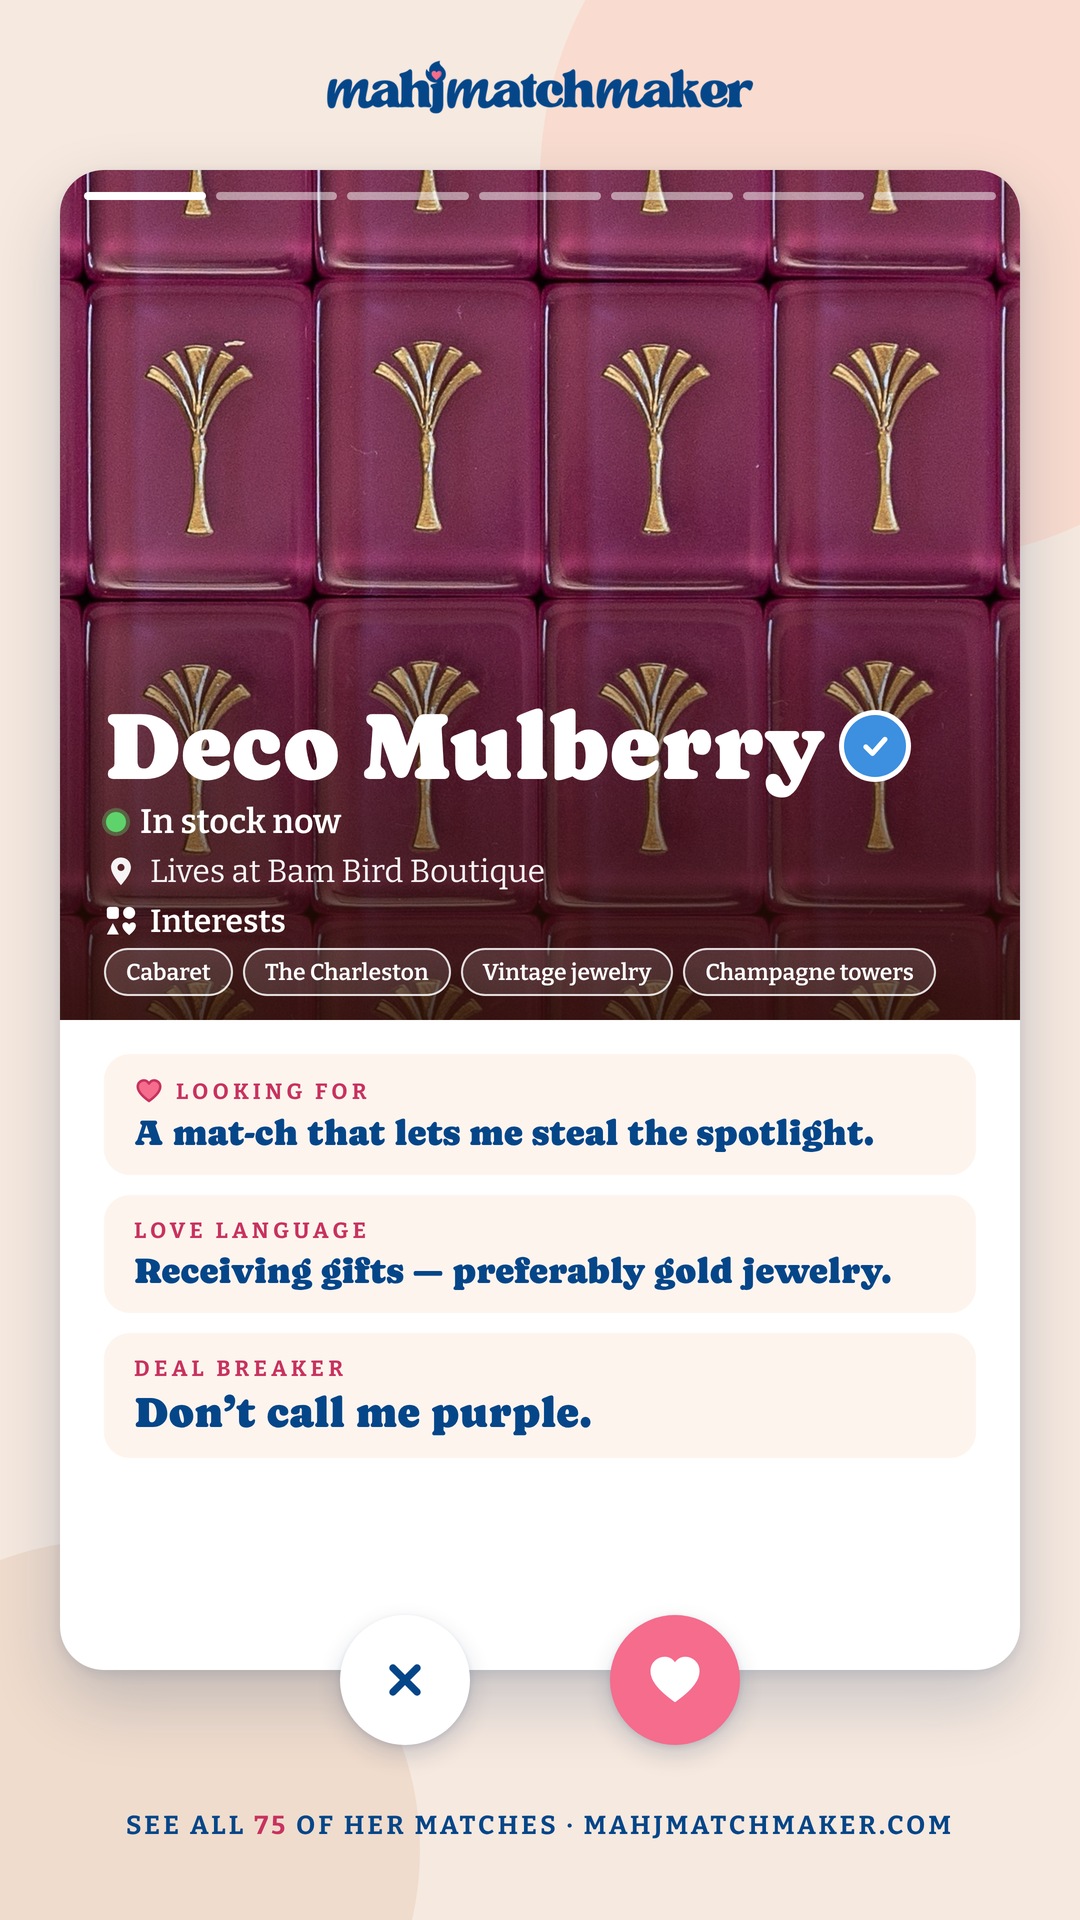 mahjmatchmaker
Deco Mulberry
In stock now
Lives at Bam Bird Boutique
Interests
Cabaret
The Charleston
Vintage jewelry
Champagne towers
LOOKING FOR
A mat-ch that lets me steal the spotlight.
LOVE LANGUAGE
Receiving gifts — preferably gold jewelry.
DEAL BREAKER
Don’t call me purple.
SEE ALL 75 OF HER MATCHES · MAHJMATCHMAKER.COM